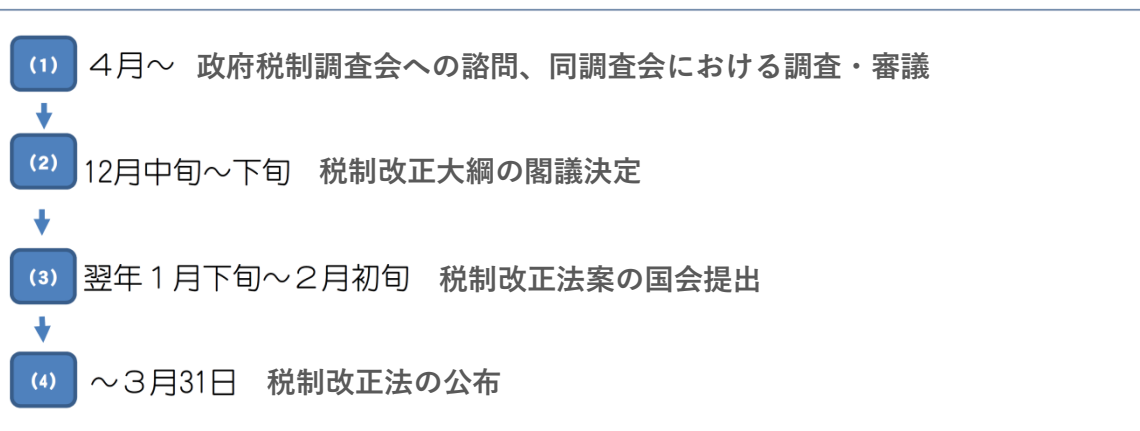 (1) 4月～ 政府税制調査会への諮問、同調査会における調査・審議
(2) 12月中旬～下旬 税制改正大綱の閣議決定
(3) 翌年１月下旬～２月初旬 税制改正法案の国会提出
(4) ～３月31日 税制改正法の公布